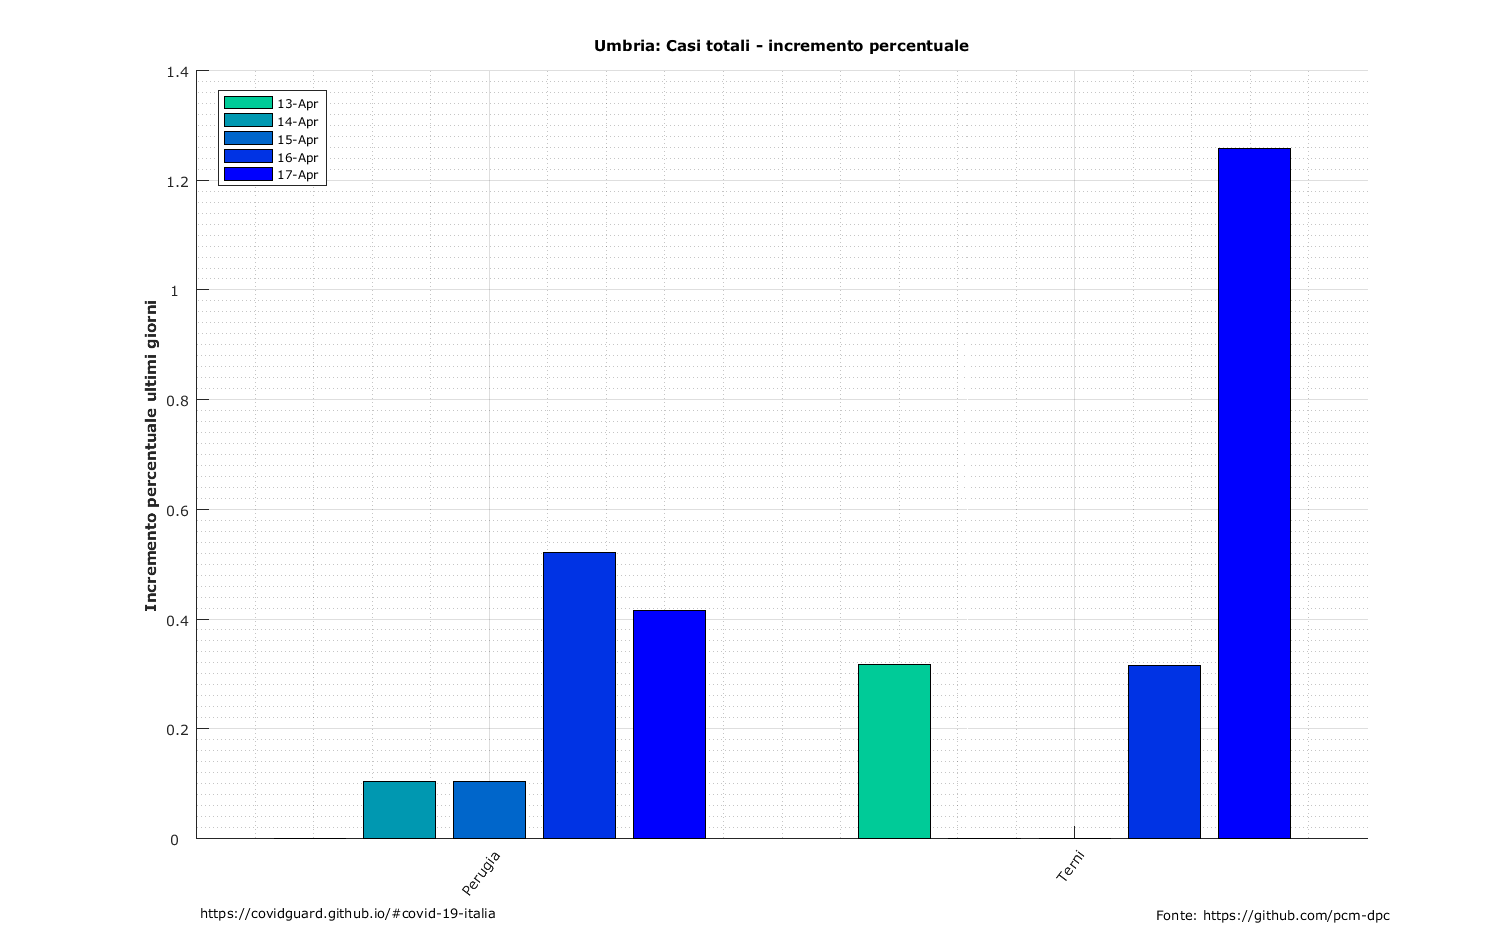 Umbria: Casi totali - incremento percentuale
13-Apr
14-Apr
15-Apr
16-Apr
17-Apr
Incremento percentuale ultimi giorni
1.4
1.2
1
0.8
0.6
0.4
0.2
0
Perugia
Terni
https://covidguard.github.io/#covid-19-italia
Fonte: https://github.com/pcm-dpc